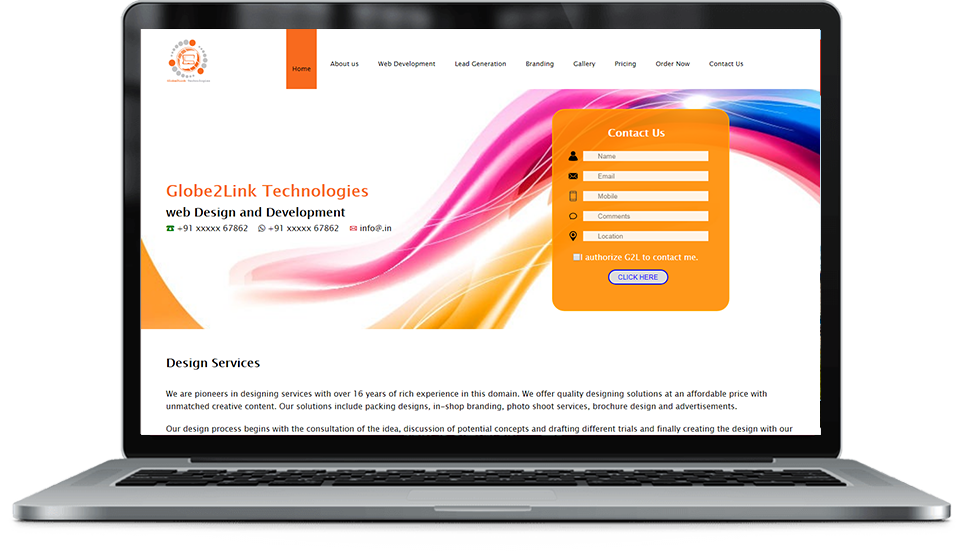 Home
About us
Web Development
Lead Generation
Branding
Gallery
Pricing
Order Now
Contact Us
Contact Us
Name
Email
Mobile
Comments
Location
I authorize G2L to contact me.
CLICK HERE
Globe2Link Technologies
web Design and Development
+91 xxxxx 67862 +91 xxxxx 67862 info@.in
Design Services
We are pioneers in designing services with over 16 years of rich experience in this domain. We offer quality designing solutions at an affordable price with
unmatched creative content. Our solutions include packing designs, in-shop branding, photo shoot services, brochure design and advertisements.
Our design process begins with the consultation of the idea, discussion of potential concepts and drafting different trials and finally creating the design with our